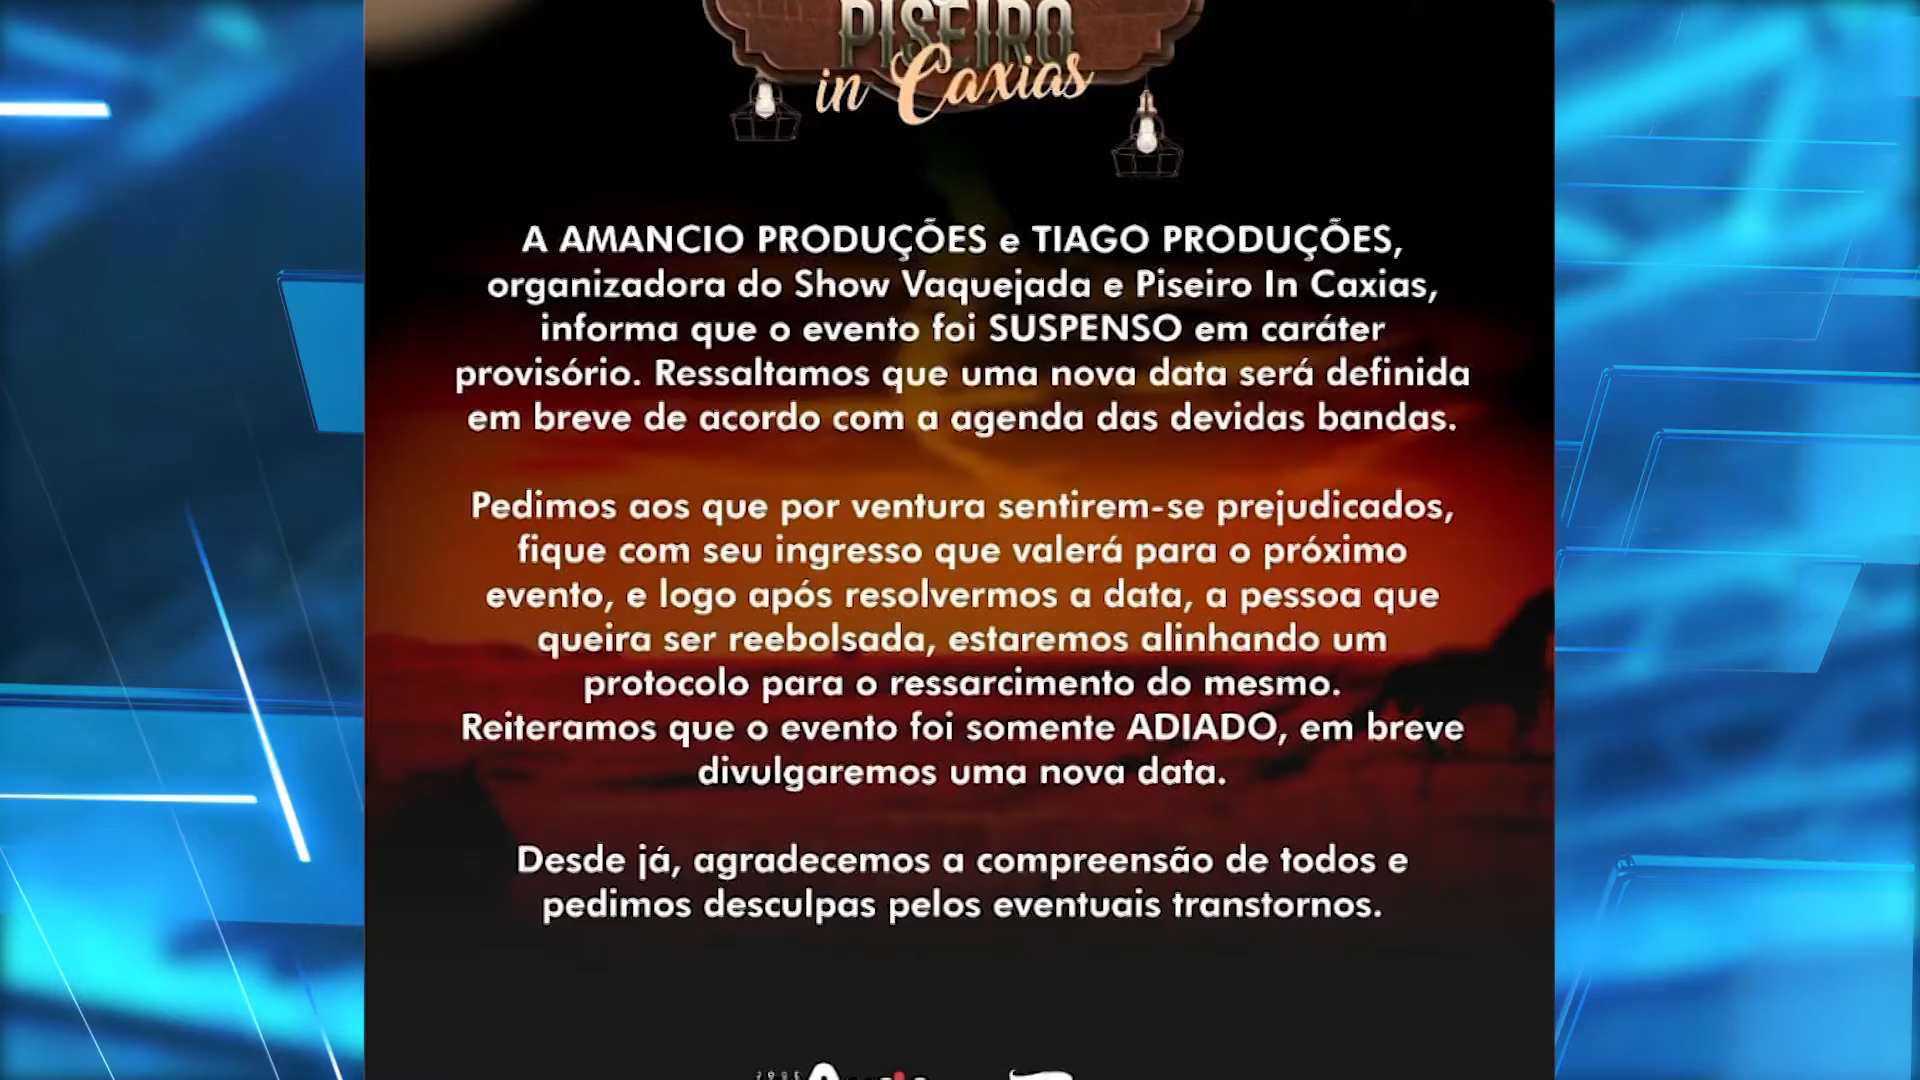 PISEIRO
in Caxias
A AMANCIO PRODUÇÕES e TIAGO PRODUÇÕES,
organizadora do Show Vaquejada e Piseiro In Caxias,
informa que o evento foi SUSPENSO em caráter
provisório. Ressaltamos que uma nova data será definida
em breve de acordo com a agenda das devidas bandas.
Pedimos aos que por ventura sentirem-se prejudicados,
fique com seu ingresso que valerá para o próximo
evento, e logo após resolvermos a data, a pessoa que
queira ser reebolsada, estaremos alinhando um
protocolo para o ressarcimento do mesmo.
Reiteramos que o evento foi somente ADIADO, em breve
divulgaremos uma nova data.
Desde já, agradecemos a compreensão de todos e
pedimos desculpas pelos eventuais transtornos.